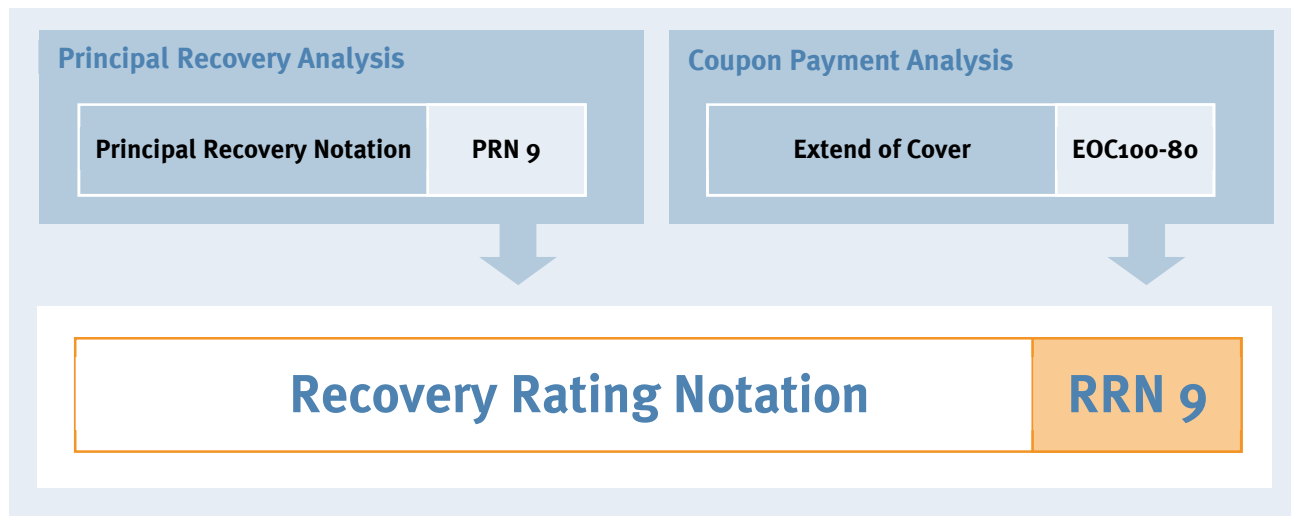 Principal Recovery Analysis
Principal Recovery Notation PRN 9
Coupon Payment Analysis
Extend of Cover EOC100-80
Recovery Rating Notation RRN 9